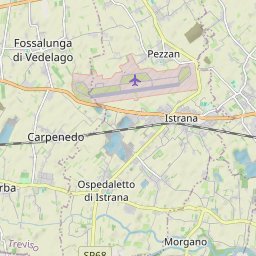 Fossalunga
di Vedelago
Pezzan
Istrana
Carpenedo
Ospedaletto
di Istrana
rba
Morgano
Treviso
SP68